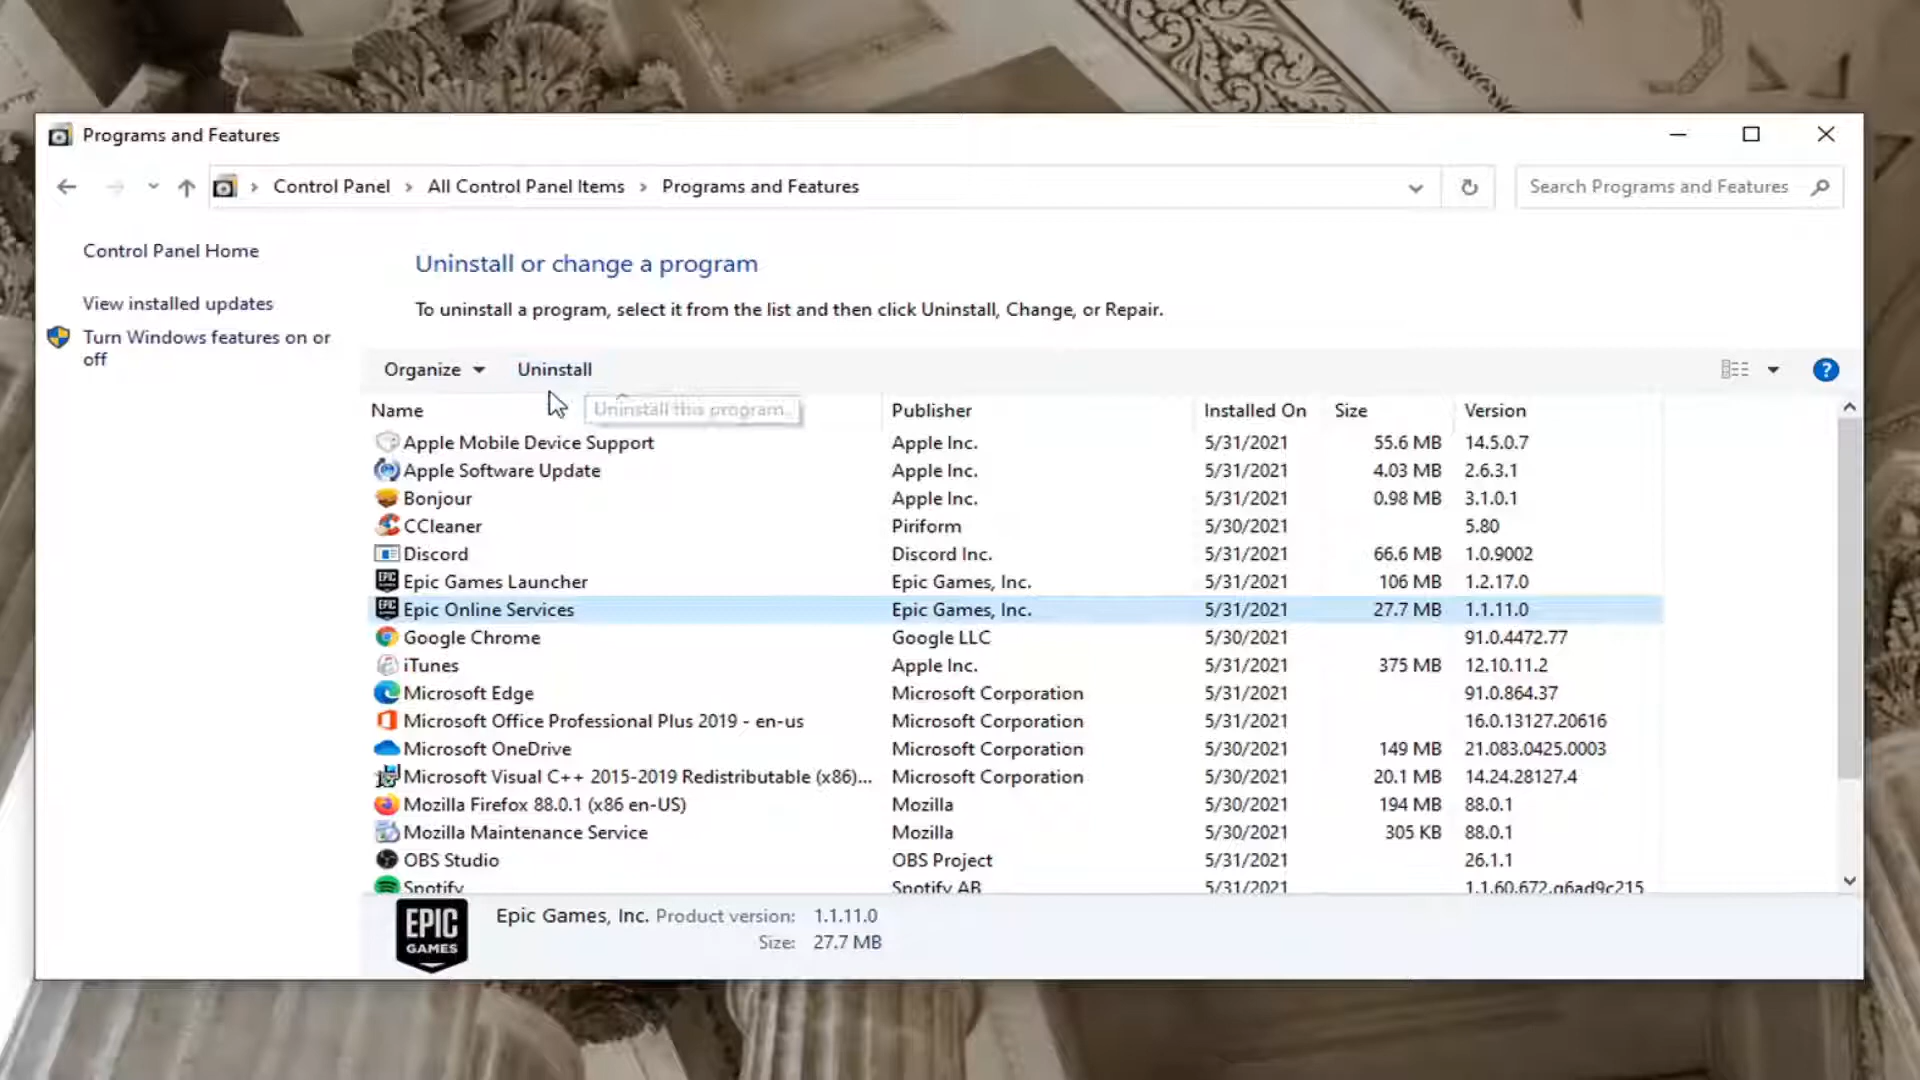 Programs and Features
Control Panel › All Control Panel Items › Programs and Features
Search Programs and Features
Control Panel Home
View installed updates
Turn Windows features on or
off
Uninstall or change a program
To uninstall a program, select it from the list and then click Uninstall, Change, or Repair.
Organize Uninstall
?
Uninstall this program.
Name Publisher Installed On Size Version
Apple Mobile Device Support Apple Inc. 5/31/2021 55.6 MB 14.5.0.7
Apple Software Update Apple Inc. 5/31/2021 4.03 MB 2.6.3.1
Bonjour Apple Inc. 5/31/2021 0.98 MB 3.1.0.1
CCleaner Piriform 5/30/2021 5.80
Discord Discord Inc. 5/31/2021 66.6 MB 1.0.9002
EPIC Epic Games Launcher Epic Games, Inc. 5/31/2021 106 MB 1.2.17.0
EPIC Epic Online Services Epic Games, Inc. 5/31/2021 27.7 MB 1.1.11.0
Google Chrome Google LLC 5/30/2021 91.0.4472.77
iTunes Apple Inc. 5/31/2021 375 MB 12.10.11.2
Microsoft Edge Microsoft Corporation 5/31/2021 91.0.864.37
Microsoft Office Professional Plus 2019 - en-us Microsoft Corporation 5/31/2021 16.0.13127.20616
Microsoft OneDrive Microsoft Corporation 5/30/2021 149 MB 21.083.0425.0003
Microsoft Visual C++ 2015-2019 Redistributable (x86)... Microsoft Corporation 5/30/2021 20.1 MB 14.24.28127.4
Mozilla Firefox 88.0.1 (x86 en-US) Mozilla 5/30/2021 194 MB 88.0.1
Mozilla Maintenance Service Mozilla 5/30/2021 305 KB 88.0.1
OBS Studio OBS Project 5/31/2021 26.1.1
Spotify Spotify AB 5/31/2021 1.1.60.672.g6ad9c215
EPIC
GAMES
Epic Games, Inc. Product version: 1.1.11.0
Size: 27.7 MB